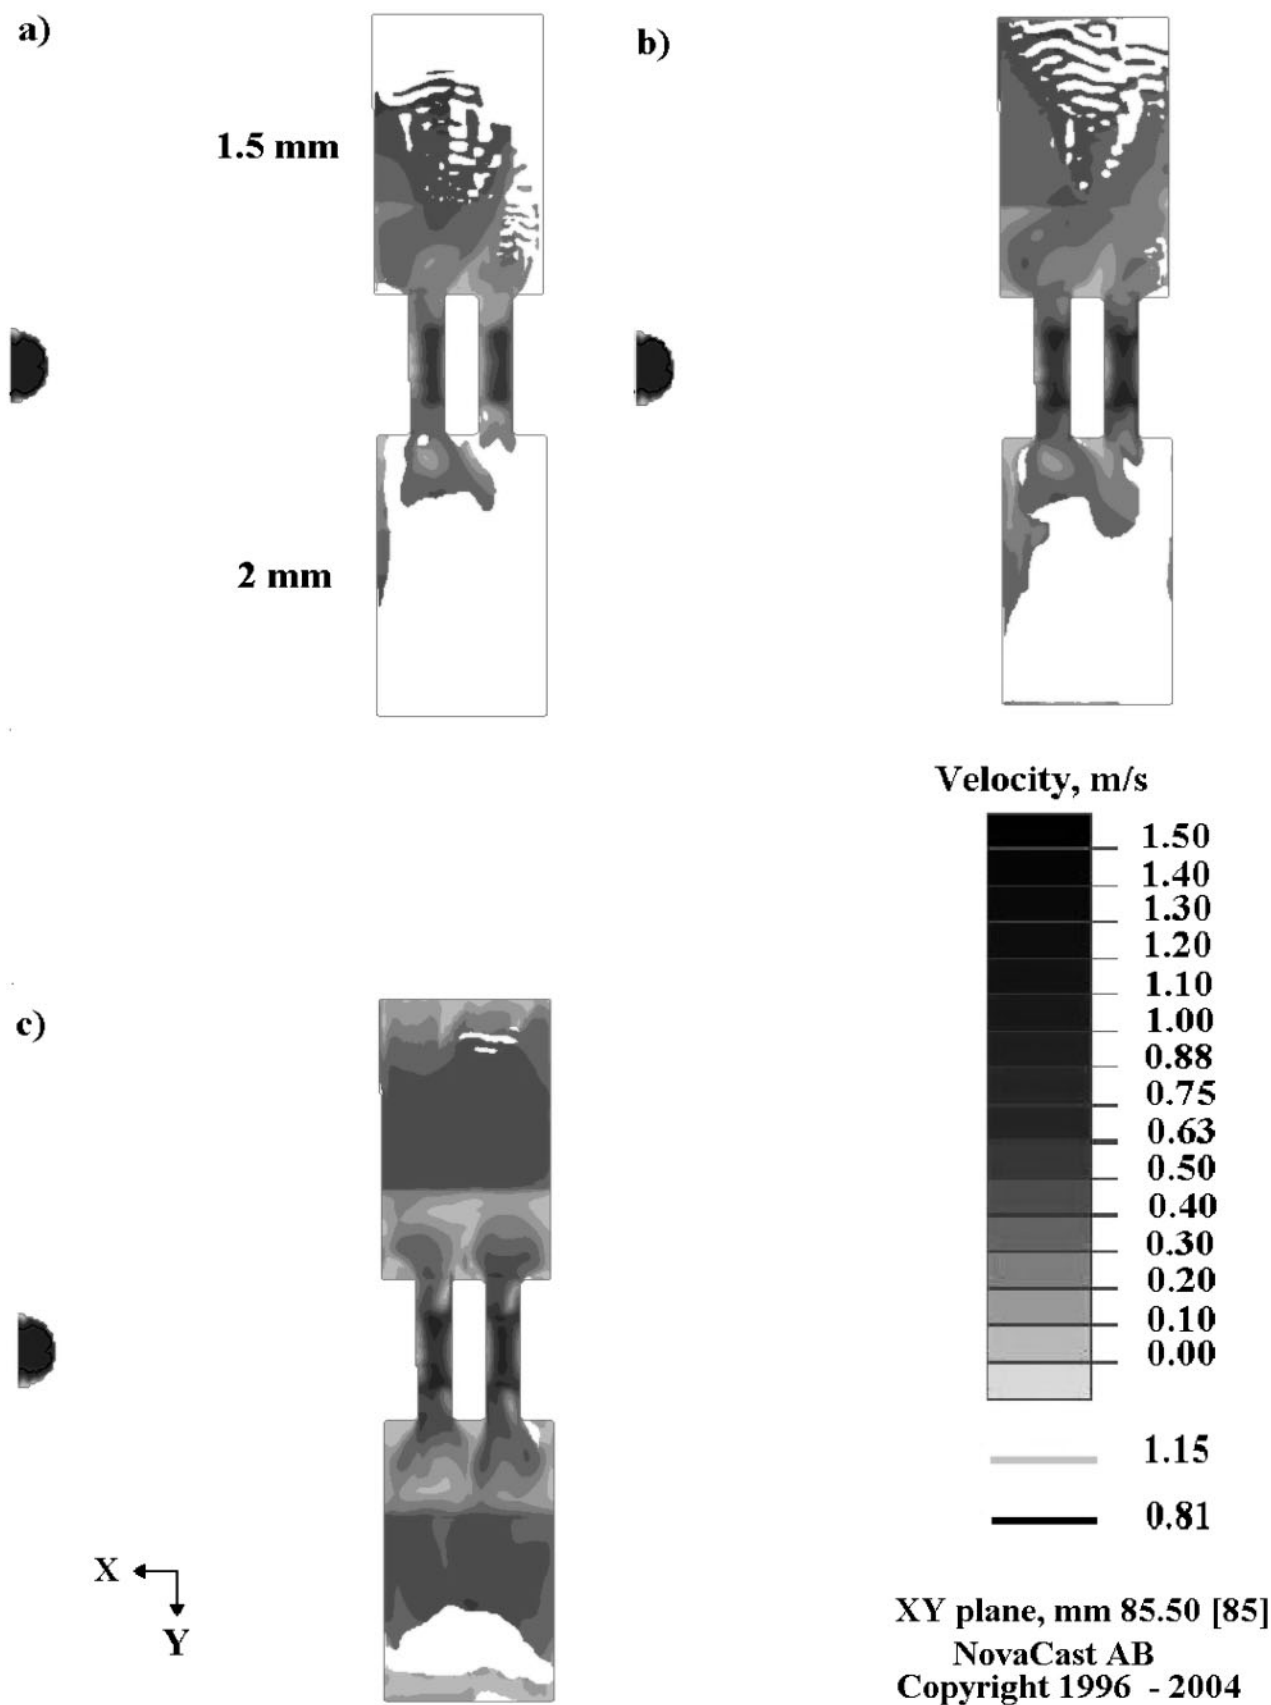 a)
b)
1.5 mm
2 mm
Velocity, m/s
1.50
1.40
1.30
1.20
1.10
1.00
0.88
0.75
0.63
0.50
0.40
0.30
0.20
0.10
0.00
1.15
0.81
c)
X
Y
XY plane, mm 85.50 [85]
NovaCast AB
Copyright 1996 - 2004